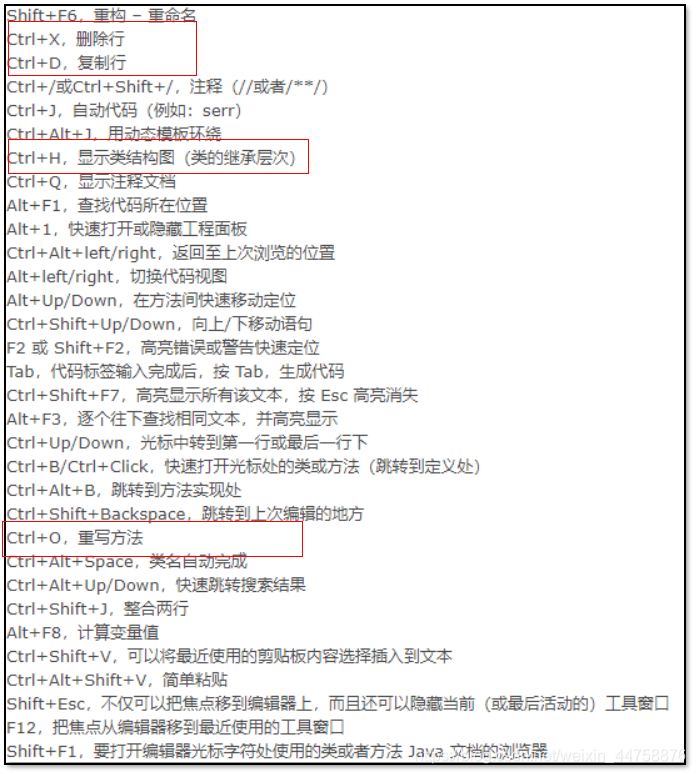 Shift+F6，重构 – 重命名
Ctrl+X，删除行
Ctrl+D，复制行
Ctrl+/或Ctrl+Shift+/，注释（//或者/**/）
Ctrl+J，自动代码（例如：serr）
Ctrl+Alt+J，用动态模板环绕
Ctrl+H，显示类结构图（类的继承层次）
Ctrl+Q，显示注释文档
Alt+F1，查找代码所在位置
Alt+1，快速打开或隐藏工程面板
Ctrl+Alt+left/right，返回至上次浏览的位置
Alt+left/right，切换代码视图
Alt+Up/Down，在方法间快速移动定位
Ctrl+Shift+Up/Down，向上/下移动语句
F2 或 Shift+F2，高亮错误或警告快速定位
Tab，代码标签输入完成后，按 Tab，生成代码
Ctrl+Shift+F7，高亮显示所有该文本，按 Esc 高亮消失
Alt+F3，逐个往下查找相同文本，并高亮显示
Ctrl+Up/Down，光标中转到第一行或最后一行下
Ctrl+B/Ctrl+Click，快速打开光标处的类或方法（跳转到定义处）
Ctrl+Alt+B，跳转到方法实现处
Ctrl+Shift+Backspace，跳转到上次编辑的地方
Ctrl+O，重写方法
Ctrl+Alt+Space，类名自动完成
Ctrl+Alt+Up/Down，快速跳转搜索结果
Ctrl+Shift+J，整合两行
Alt+F8，计算变量值
Ctrl+Shift+V，可以将最近使用的剪贴板内容选择插入到文本
Ctrl+Alt+Shift+V，简单粘贴
Shift+Esc，不仅可以把焦点移到编辑器上，而且还可以隐藏当前（或最后活动的）工具窗口
F12，把焦点从编辑器移到最近使用的工具窗口
Shift+F1，要打开编辑器光标字符处使用的类或者方法 Java 文档的浏览器